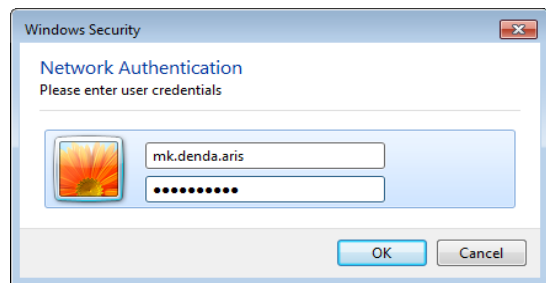 Windows Security
Network Authentication
Please enter user credentials
mk.denda.aris
●●●●●●●●●●
OK Cancel